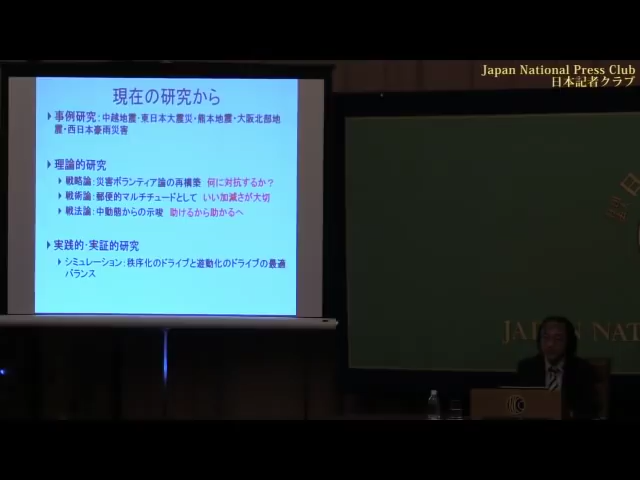 Japan National Press Club
日本記者クラブ
現在の研究から
事例研究：中越地震・東日本大震災・熊本地震・大阪北部地
震・西日本豪雨災害
理論的研究
戦略論：災害ボランティア論の再構築 何に対抗するか？
戦術論：郵便的マルチチュードとして いい加減さが大切
戦法論：中動態からの示唆 助けるから助かるへ
実践的・実証的研究
シミュレーション：秩序化のドライブと遊動化のドライブの最適
バランス
日
JAPAN NAT